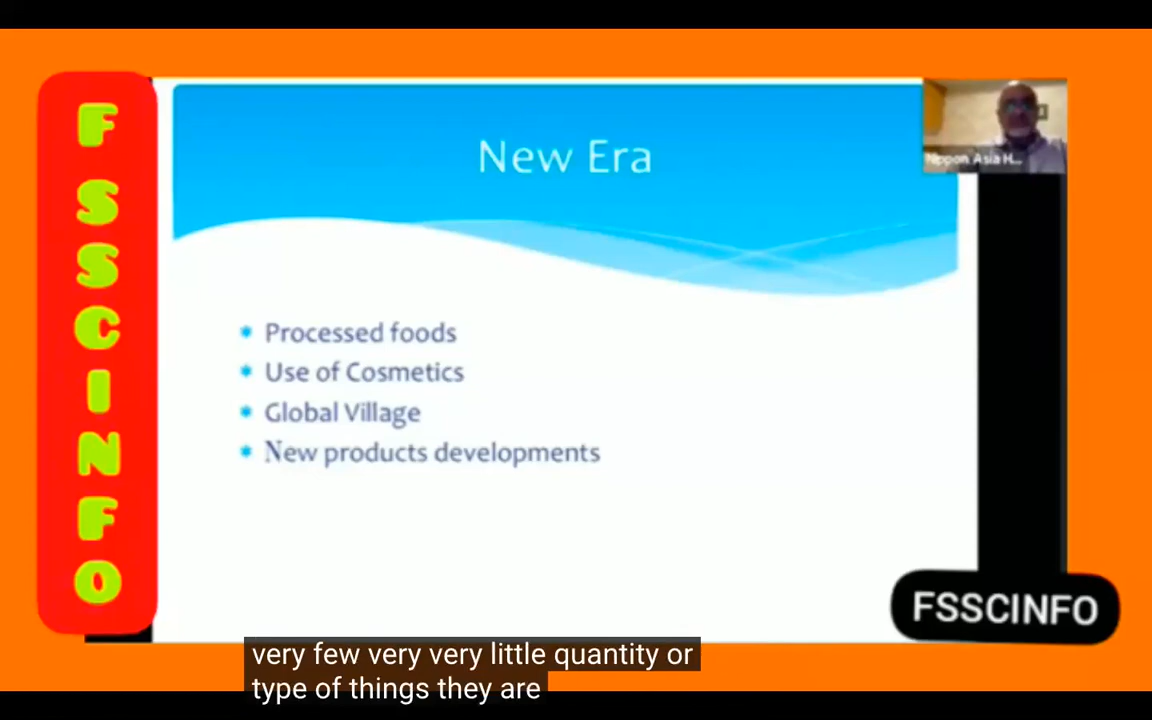 FSSCINFO
New Era
Nippon Asia H...
Processed foods
Use of Cosmetics
Global Village
New products developments
FSSCINFO
very few very very little quantity or
type of things they are